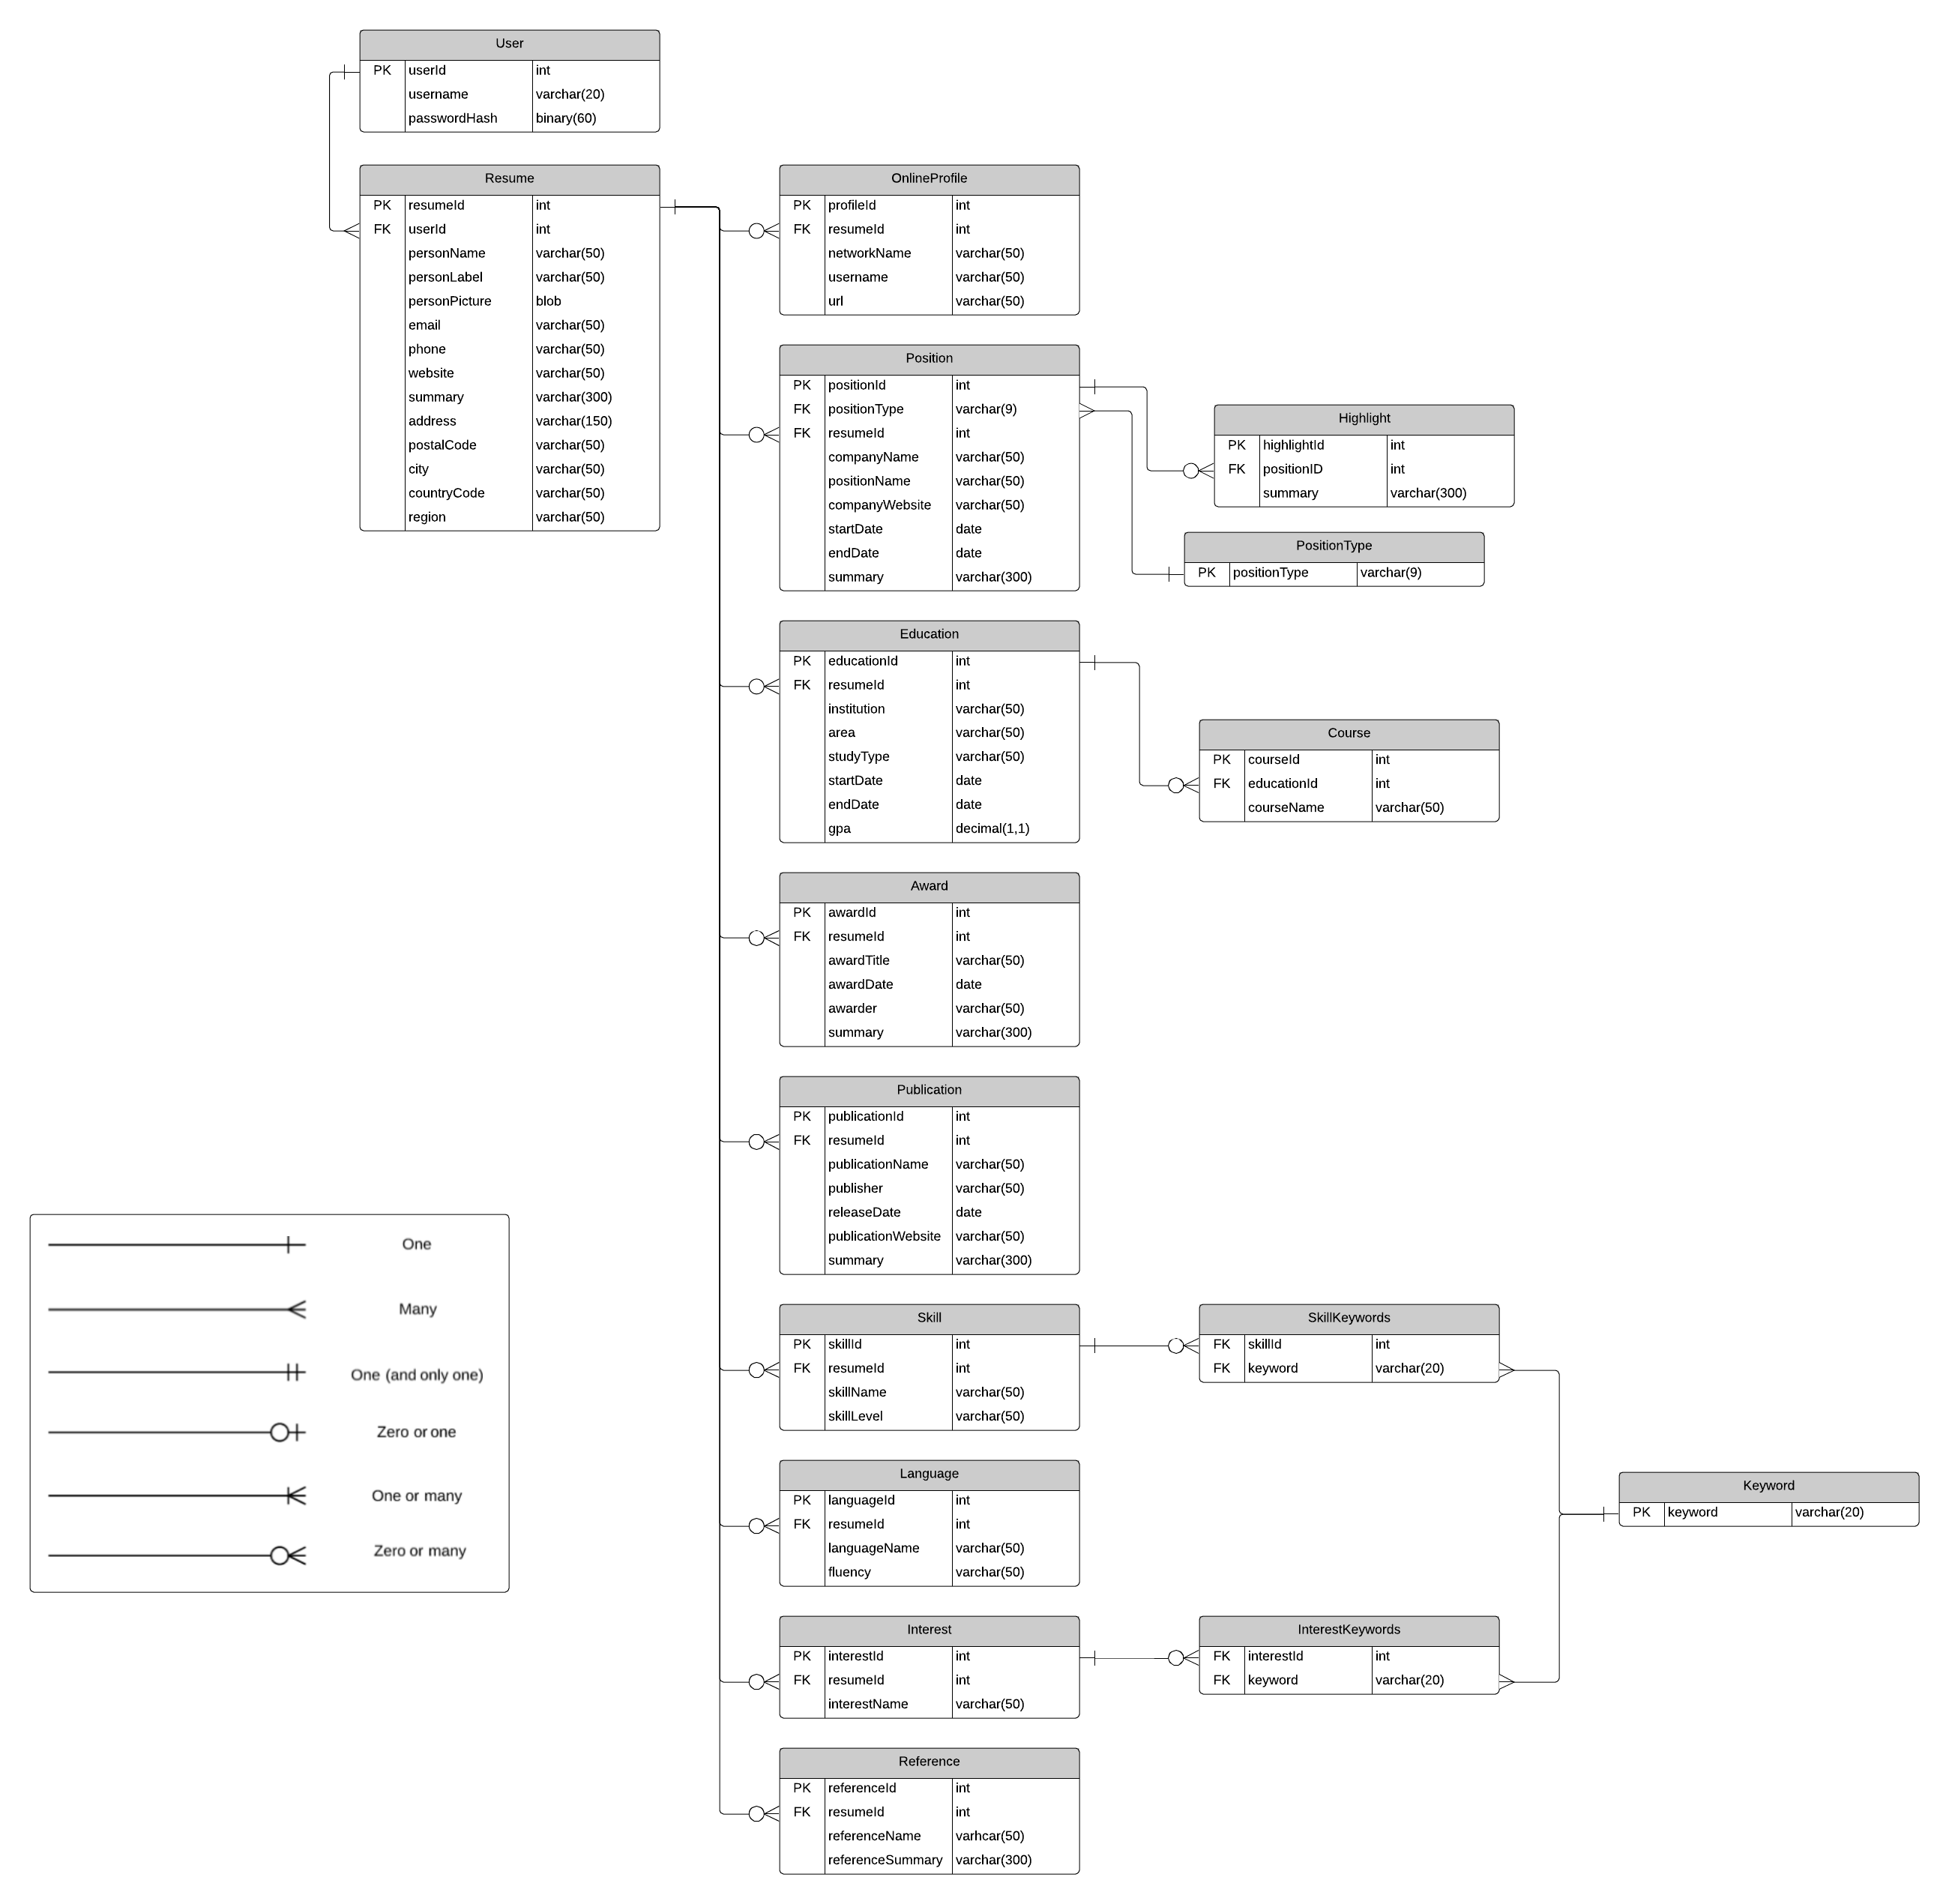 User
PK userId int
username varchar(20)
passwordHash binary(60)
Resume
PK resumeId int
FK userId int
personName varchar(50)
personLabel varchar(50)
personPicture blob
email varchar(50)
phone varchar(50)
website varchar(50)
summary varchar(300)
address varchar(150)
postalCode varchar(50)
city varchar(50)
countryCode varchar(50)
region varchar(50)
OnlineProfile
PK profileId int
FK resumeId int
networkName varchar(50)
username varchar(50)
url varchar(50)
Position
PK positionId int
FK positionType varchar(9)
FK resumeId int
companyName varchar(50)
positionName varchar(50)
companyWebsite varchar(50)
startDate date
endDate date
summary varchar(300)
Highlight
PK highlightId int
FK positionID int
summary varchar(300)
PositionType
PK positionType varchar(9)
Education
PK educationId int
FK resumeId int
institution varchar(50)
area varchar(50)
studyType varchar(50)
startDate date
endDate date
gpa decimal(1,1)
Course
PK courseId int
FK educationId int
courseName varchar(50)
Award
PK awardId int
FK resumeId int
awardTitle varchar(50)
awardDate date
awarder varchar(50)
summary varchar(300)
Publication
PK publicationId int
FK resumeId int
publicationName varchar(50)
publisher varchar(50)
releaseDate date
publicationWebsite varchar(50)
summary varchar(300)
Skill
PK skillId int
FK resumeId int
skillName varchar(50)
skillLevel varchar(50)
SkillKeywords
FK skillId int
FK keyword varchar(20)
Language
PK languageId int
FK resumeId int
languageName varchar(50)
fluency varchar(50)
Keyword
PK keyword varchar(20)
Interest
PK interestId int
FK resumeId int
interestName varchar(50)
InterestKeywords
FK interestId int
FK keyword varchar(20)
Reference
PK referenceId int
FK resumeId int
referenceName varhcar(50)
referenceSummary varchar(300)
One
Many
One (and only one)
Zero or one
One or many
Zero or many